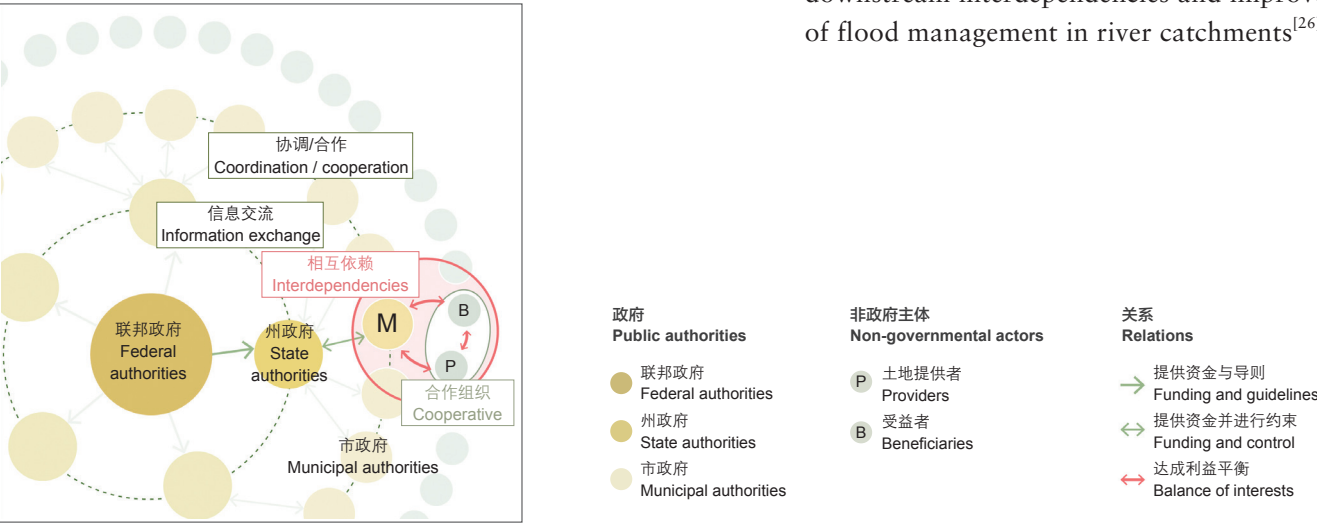 downstream interdependencies and improv
of flood management in river catchments[26]
协调/合作
Coordination / cooperation
信息交流
Information exchange
相互依赖
Interdependencies
联邦政府
Federal
authorities
州政府
State
authorities
M
B
P
合作组织
Cooperative
市政府
Municipal authorities
政府
Public authorities
联邦政府
Federal authorities
州政府
State authorities
市政府
Municipal authorities
非政府主体
Non-governmental actors
P 土地提供者
Providers
B 受益者
Beneficiaries
关系
Relations
提供资金与导则
Funding and guidelines
提供资金并进行约束
Funding and control
达成利益平衡
Balance of interests